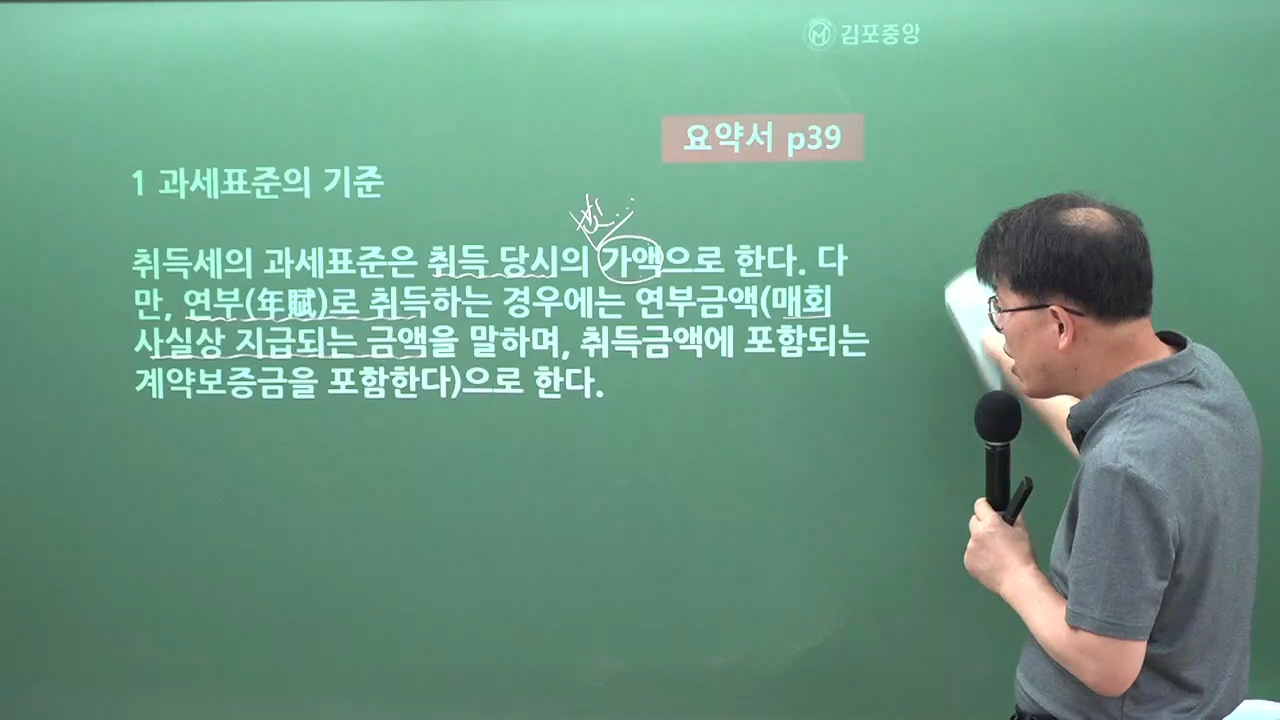 김포중앙
요약서 p39
1 과세표준의 기준
취득세의 과세표준은 취득 당시의 가액으로 한다. 다
만, 연부(年賦)로 취득하는 경우에는 연부금액(매회
사실상 지급되는 금액을 말하며, 취득금액에 포함되는
계약보증금을 포함한다)으로 한다.